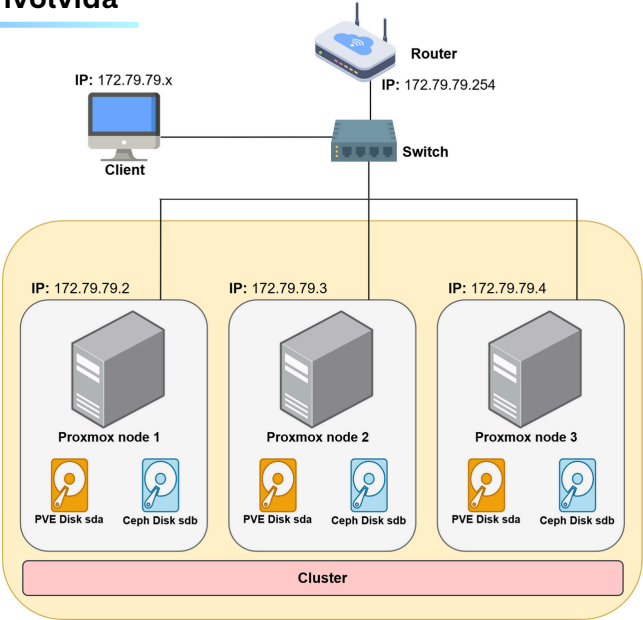 Router
IP: 172.79.79.x
IP: 172.79.79.254
Switch
Client
IP: 172.79.79.2
IP: 172.79.79.3
IP: 172.79.79.4
Proxmox node 1
Proxmox node 2
Proxmox node 3
PVE Disk sda
Ceph Disk sdb
PVE Disk sda
Ceph Disk sdb
PVE Disk sda
Ceph Disk sdb
Cluster